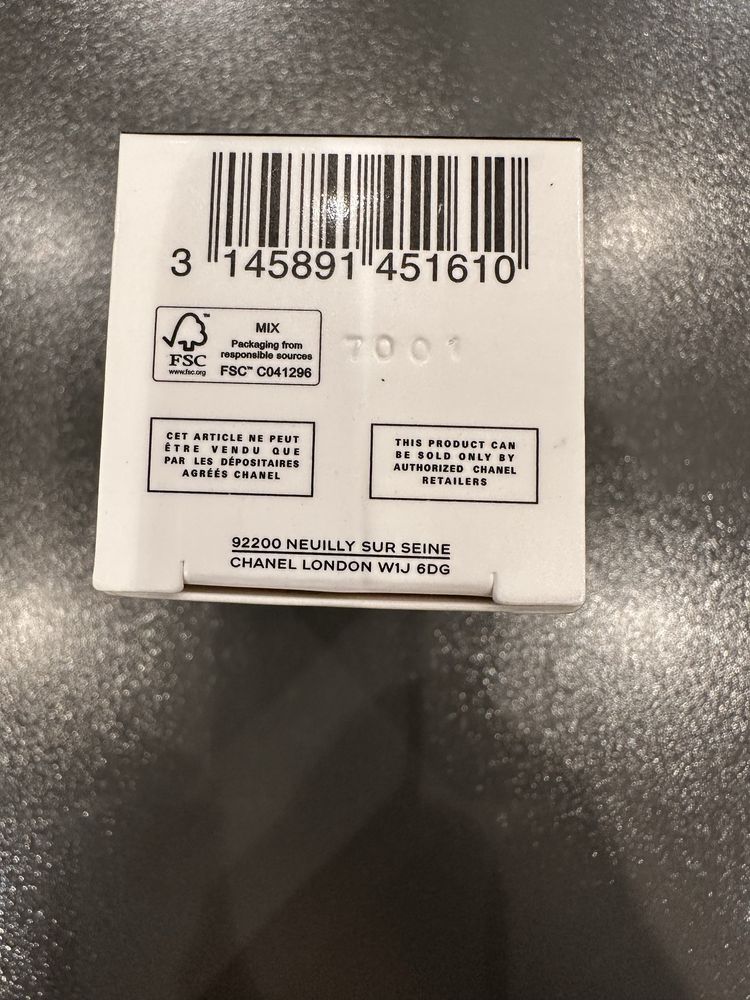 3 145891 451610
FSC
www.fsc.org
MIX
Packaging from
responsible sources
FSC™ C041296
7001
CET ARTICLE NE PEUT
ÊTRE VENDU QUE
PAR LES DÉPOSITAIRES
AGRÉÉS CHANEL
THIS PRODUCT CAN
BE SOLD ONLY BY
AUTHORIZED CHANEL
RETAILERS
92200 NEUILLY SUR SEINE
CHANEL LONDON W1J 6DG